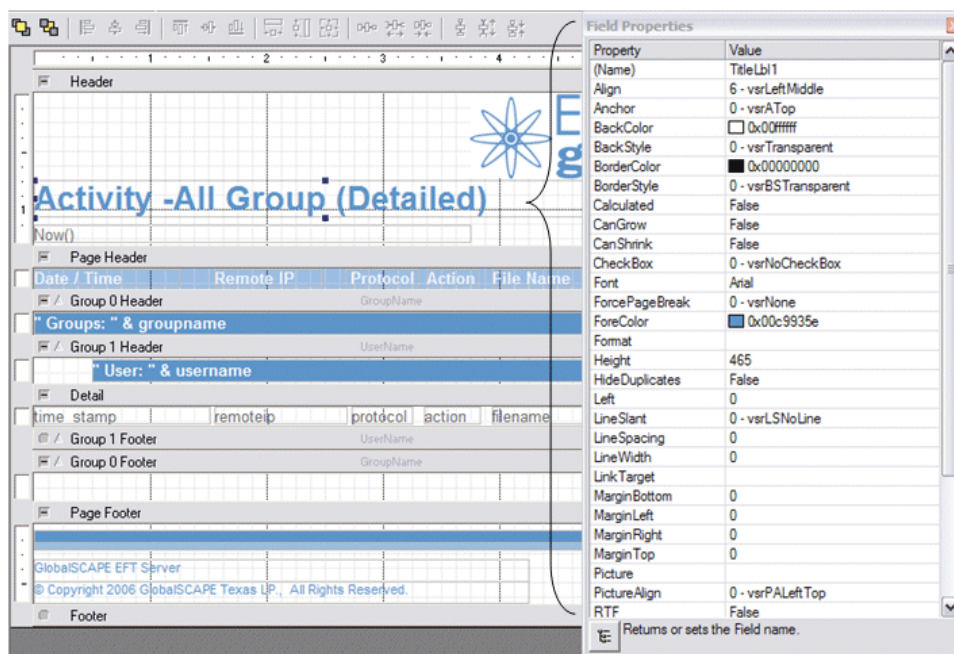 Field Properties
Property Value
(Name) TitleLbl1
Align 6 - vsrLeftMiddle
Anchor 0 - vsrATop
BackColor 0x00ffffff
BackStyle 0 - vsrTransparent
BorderColor 0x00000000
BorderStyle 0 - vsrBSTransparent
Calculated False
CanGrow False
CanShrink False
CheckBox 0 - vsrNoCheckBox
Font Arial
ForcePageBreak 0 - vsrNone
ForeColor 0x00c9935e
Format
Height 465
HideDuplicates False
Left 0
LineSlant 0 - vsrLSNoLine
LineSpacing 0
LineWidth 0
LinkTarget
MarginBottom 0
MarginLeft 0
MarginRight 0
MarginTop 0
Picture
PictureAlign 0 - vsrPALeftTop
RTF False
Returns or sets the Field name.
1 2 3 4
Header
E
g
1
Activity -All Group (Detailed)
Now()
Page Header
Date / Time Remote IP Protocol Action File Name
Group 0 Header GroupName
" Groups: " & groupname
Group 1 Header UserName
" User: " & username
Detail
time_stamp remoteip protocol action filename
Group 1 Footer UserName
Group 0 Footer GroupName
Page Footer
GlobalSCAPE EFT Server
© Copyright 2006 GlobalSCAPE Texas LP., All Rights Reserved.
Footer